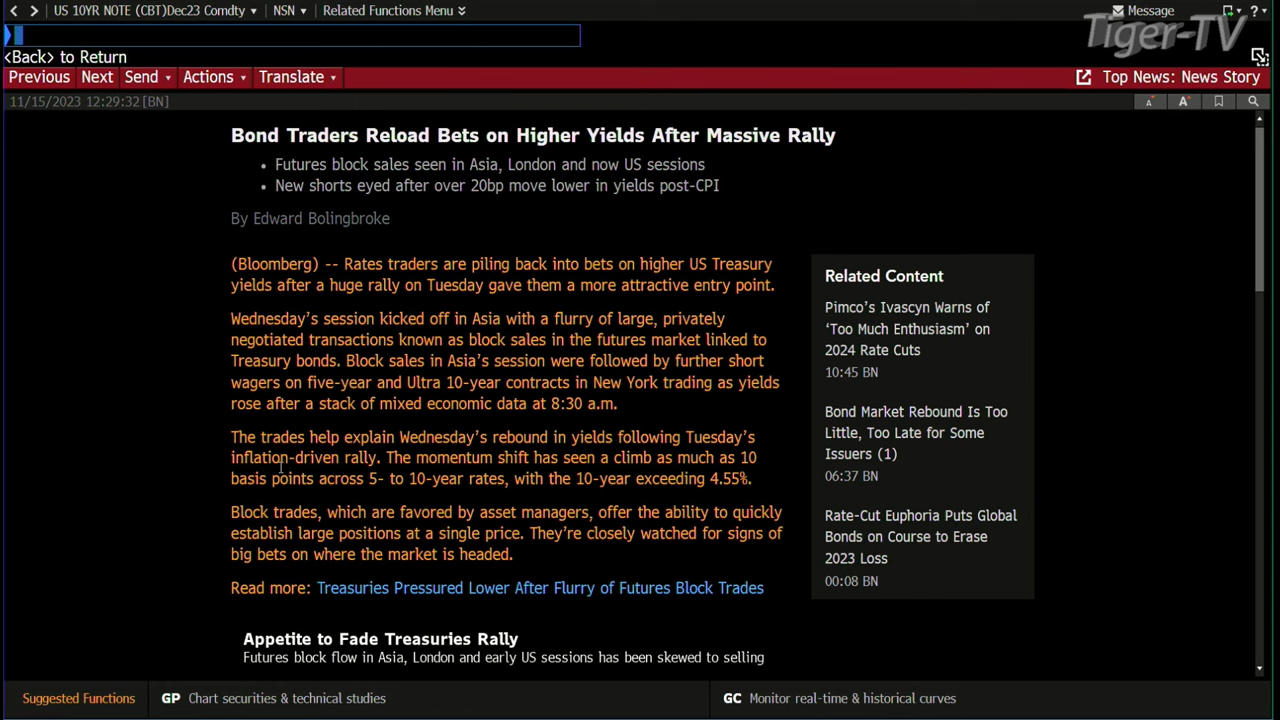 US 10YR NOTE (CBT)Dec23 Comdty
NSN
Related Functions Menu
Message
?
Tiger-TV
<Back> to Return
Previous
Next
Send
Actions
Translate
Top News: News Story
11/15/2023 12:29:32[BN]
A
A
Bond Traders Reload Bets on Higher Yields After Massive Rally
• Futures block sales seen in Asia, London and now US sessions
• New shorts eyed after over 20bp move lower in yields post-CPI
By Edward Bolingbroke
(Bloomberg) -- Rates traders are piling back into bets on higher US Treasury
yields after a huge rally on Tuesday gave them a more attractive entry point.
Wednesday's session kicked off in Asia with a flurry of large, privately
negotiated transactions known as block sales in the futures market linked to
Treasury bonds. Block sales in Asia's session were followed by further short
wagers on five-year and Ultra 10-year contracts in New York trading as yields
rose after a stack of mixed economic data at 8:30 a.m.
The trades help explain Wednesday's rebound in yields following Tuesday's
inflation-driven rally. The momentum shift has seen a climb as much as 10
basis points across 5- to 10-year rates, with the 10-year exceeding 4.55%.
Block trades, which are favored by asset managers, offer the ability to quickly
establish large positions at a single price. They're closely watched for signs of
big bets on where the market is headed.
Read more: Treasuries Pressured Lower After Flurry of Futures Block Trades
Appetite to Fade Treasuries Rally
Futures block flow in Asia, London and early US sessions has been skewed to selling
Related Content
Pimco's Ivascyn Warns of
'Too Much Enthusiasm' on
2024 Rate Cuts
10:45 BN
Bond Market Rebound Is Too
Little, Too Late for Some
Issuers (1)
06:37 BN
Rate-Cut Euphoria Puts Global
Bonds on Course to Erase
2023 Loss
00:08 BN
Suggested Functions
GP Chart securities & technical studies
GC Monitor real-time & historical curves